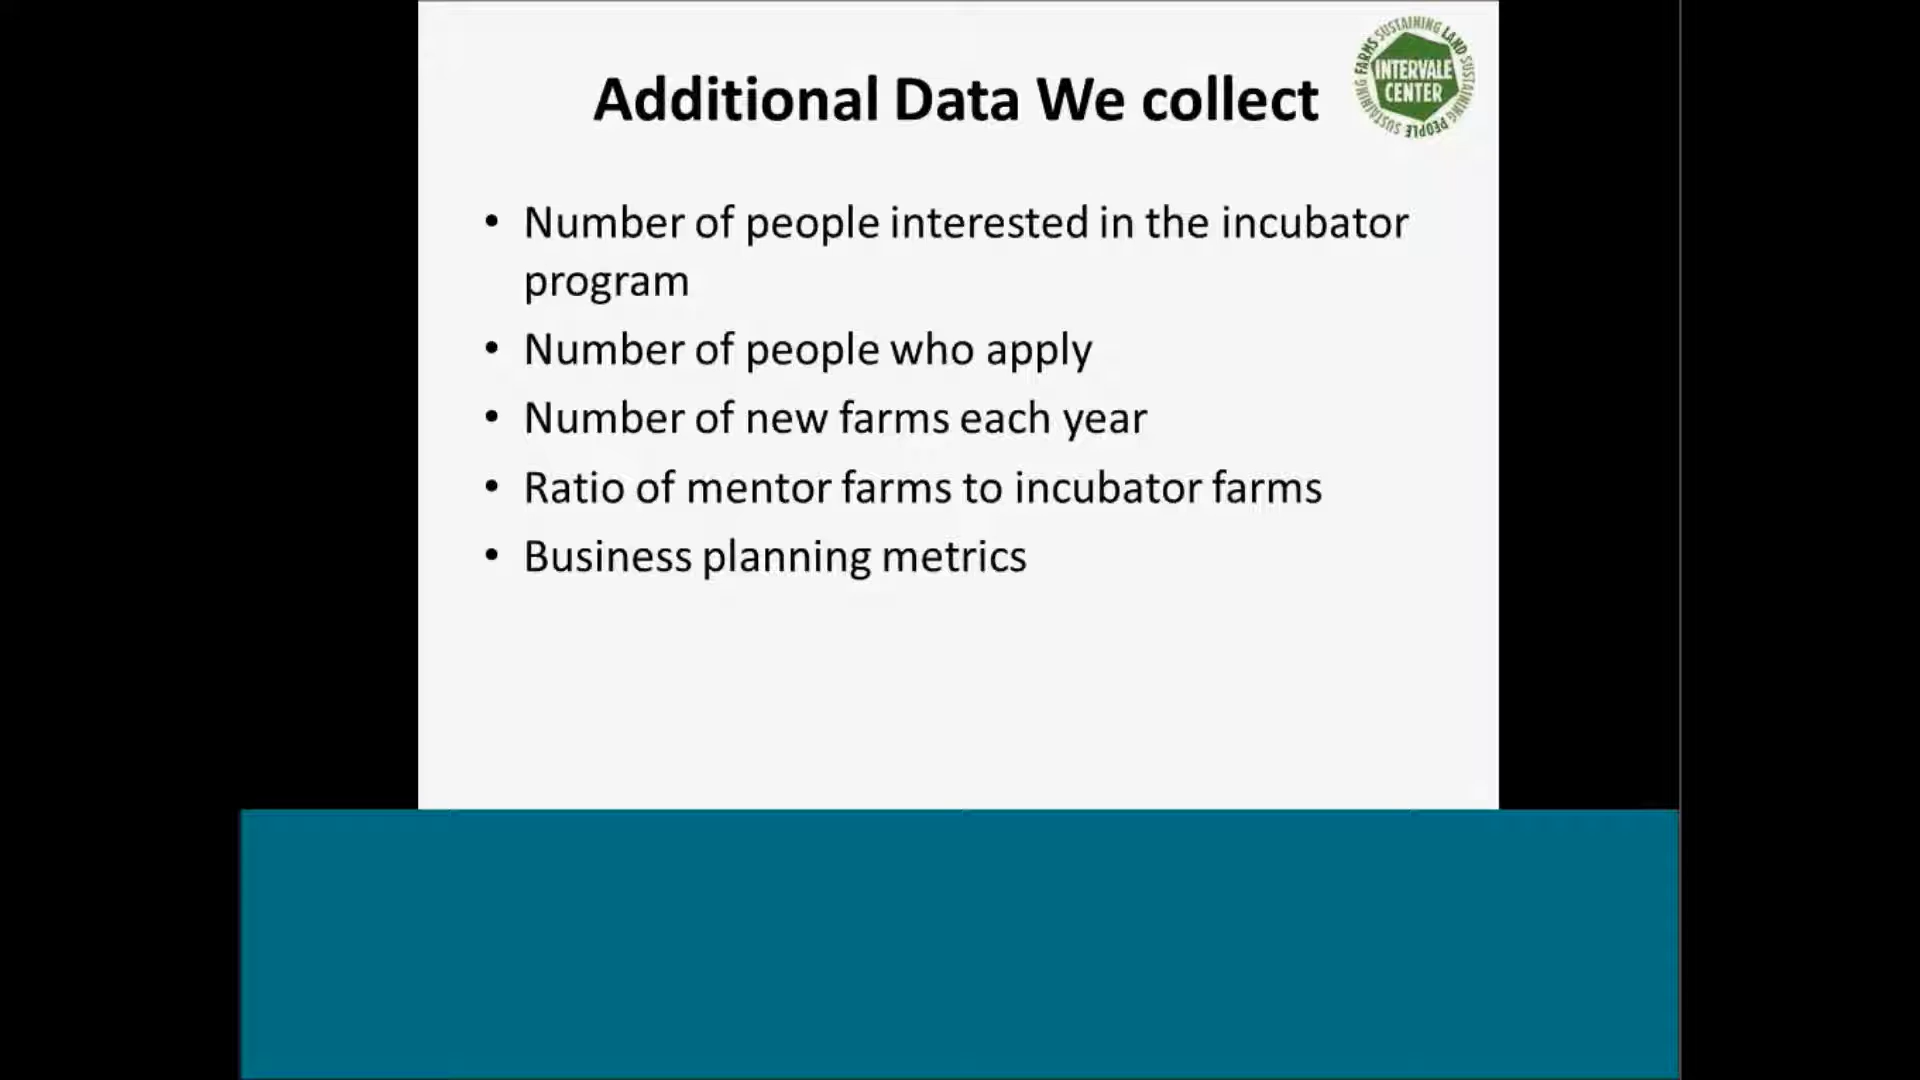 Additional Data We collect
SUSTAINING FARMS SUSTAINING LAND SUSTAINING PEOPLE
INTERVALE
CENTER
• Number of people interested in the incubator
program
• Number of people who apply
• Number of new farms each year
• Ratio of mentor farms to incubator farms
• Business planning metrics